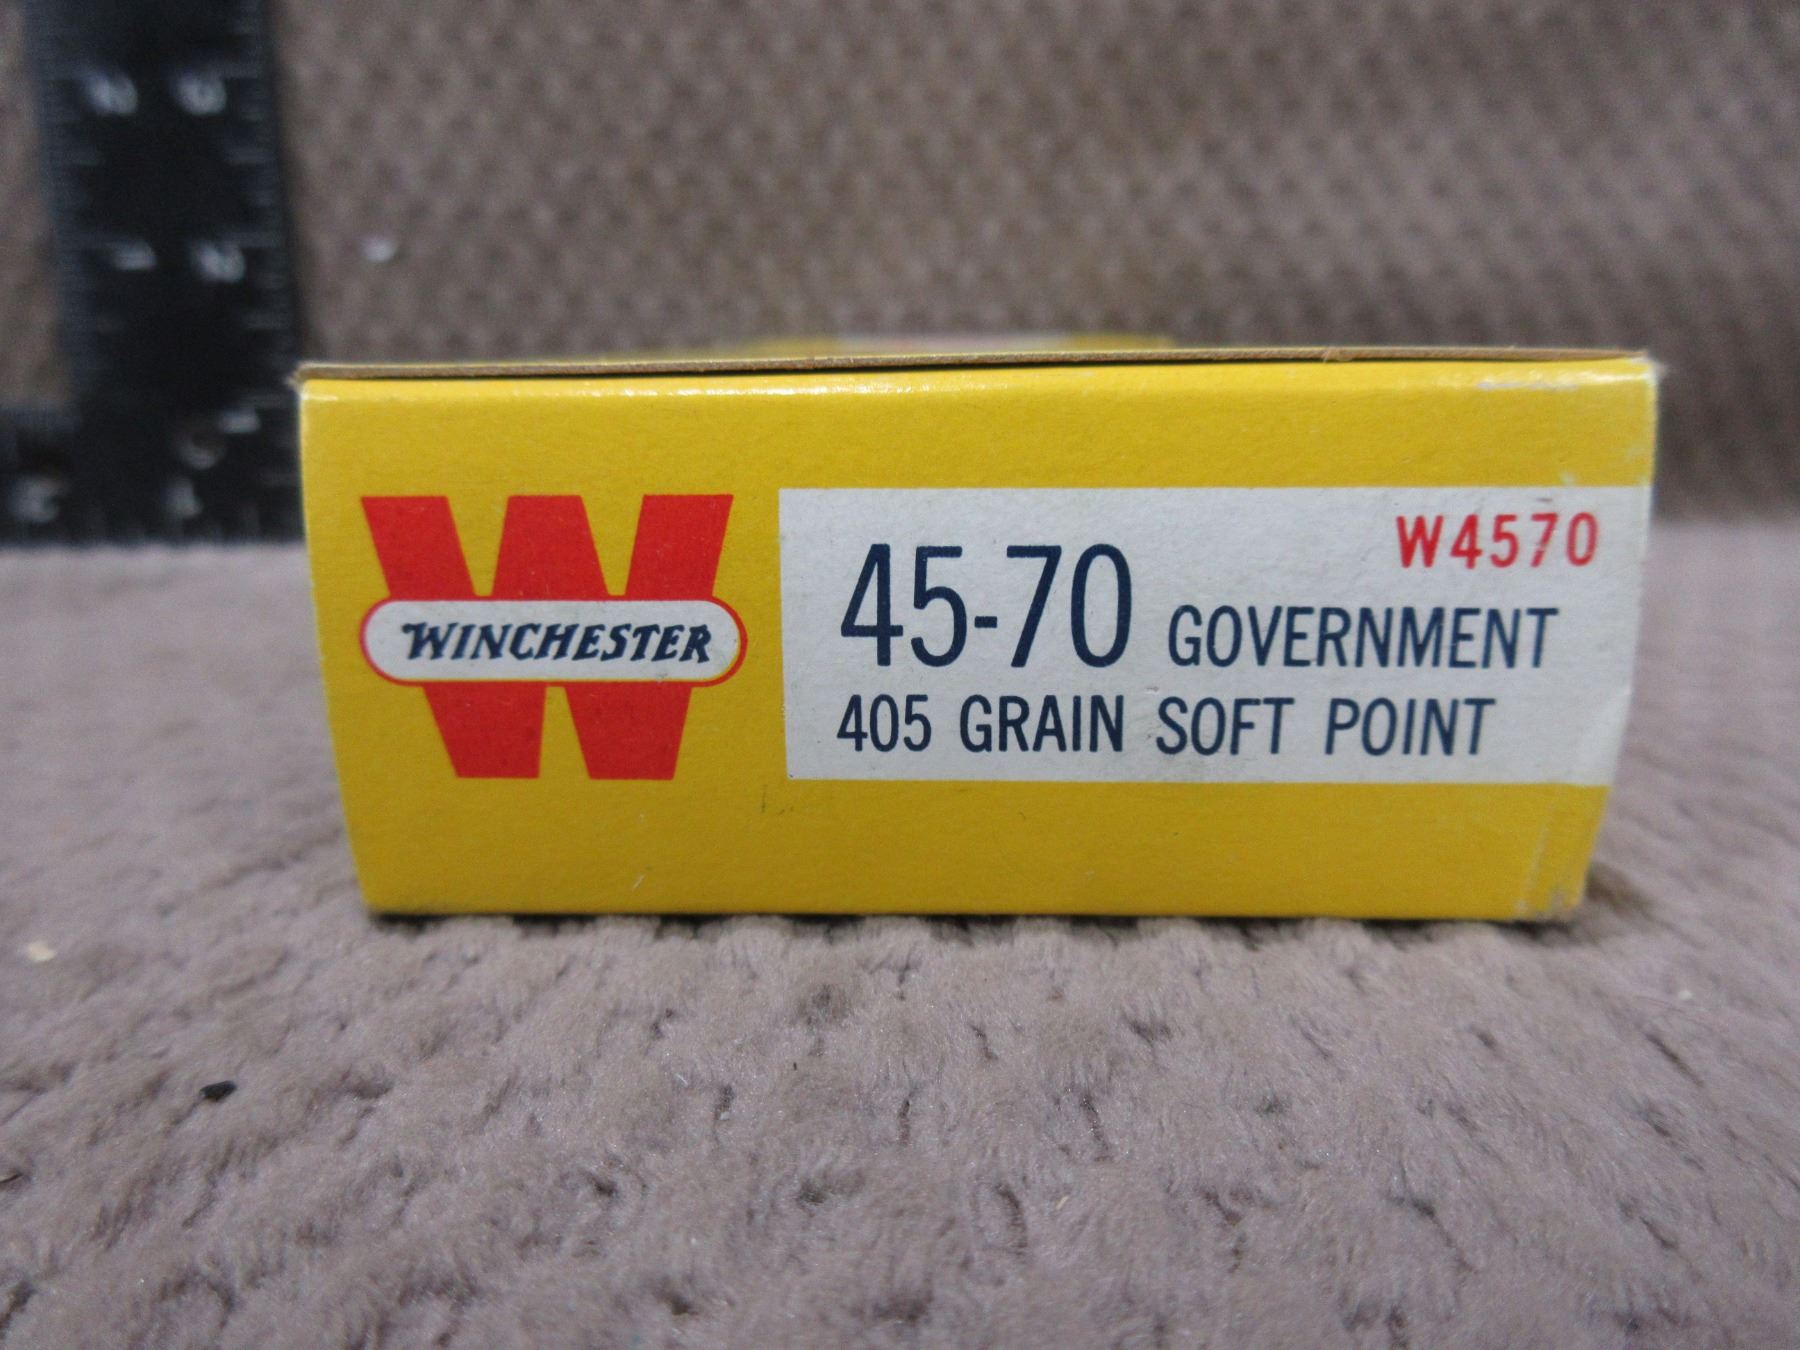 W
WINCHESTER
W4570
45-70 GOVERNMENT
405 GRAIN SOFT POINT